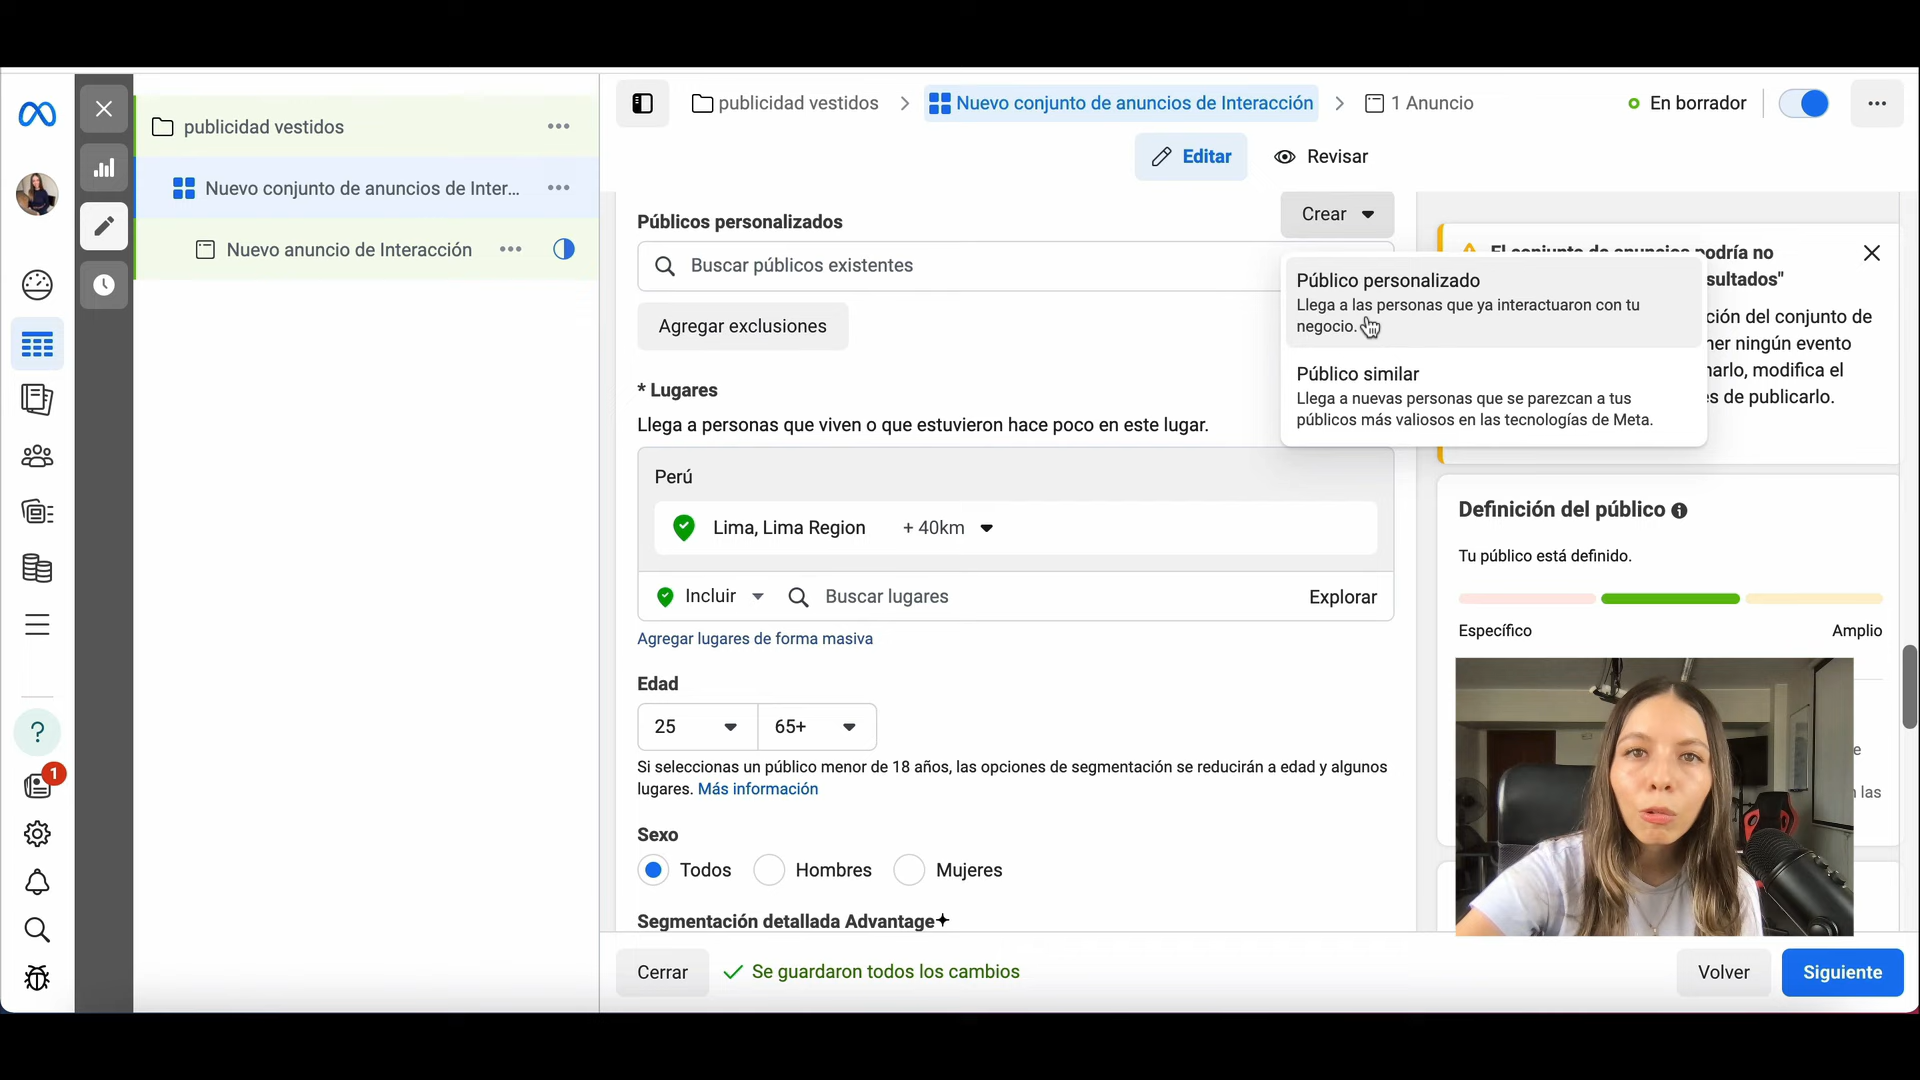 publicidad vestidos
Nuevo conjunto de anuncios de Inter...
Nuevo anuncio de Interacción
1
publicidad vestidos
Nuevo conjunto de anuncios de Interacción
1 Anuncio
En borrador
Editar
Revisar
Públicos personalizados
Crear
Buscar públicos existentes
Agregar exclusiones
Público personalizado
Llega a las personas que ya interactuaron con tu
negocio.
Público similar
Llega a nuevas personas que se parezcan a tus
públicos más valiosos en las tecnologías de Meta.
* Lugares
Llega a personas que viven o que estuvieron hace poco en este lugar.
Perú
Lima, Lima Region + 40km
Incluir
Buscar lugares
Explorar
Agregar lugares de forma masiva
Edad
25
65+
Si seleccionas un público menor de 18 años, las opciones de segmentación se reducirán a edad y algunos
lugares. Más información
Sexo
Todos
Hombres
Mujeres
Segmentación detallada Advantage+
Cerrar
Se guardaron todos los cambios
Volver
Siguiente
ción del conjunto de
ningún evento
modifica el
de publicarlo.
Definición del público
Tu público está definido.
Específico
Amplio
las